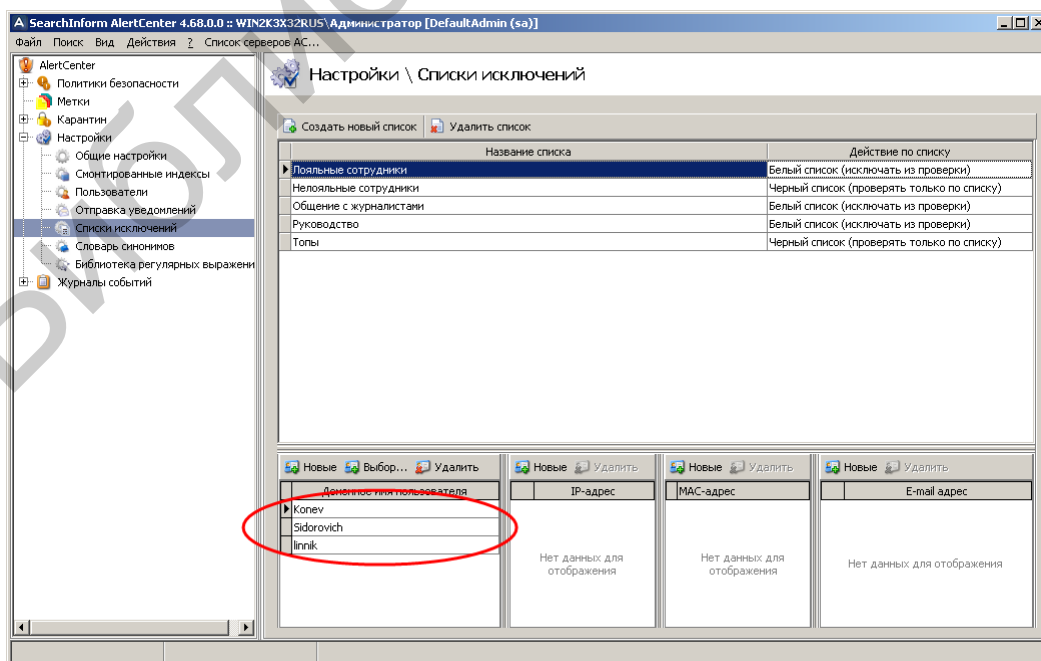 SearchInform AlertCenter 4.68.0.0 :: WIN2K3X32RUS\Администратор [DefaultAdmin (sa)]
Файл Поиск Вид Действия ? Список серверов АС...
AlertCenter
Политики безопасности
Метки
Карантин
Настройки
Общие настройки
Смонтированные индексы
Пользователи
Отправка уведомлений
Списки исключений
Словарь синонимов
Библиотека регулярных выражени
Журналы событий
Настройки \ Списки исключений
Создать новый список Удалить список
Название списка Действие по списку
Лояльные сотрудники Белый список (исключать из проверки)
Нелояльные сотрудники Черный список (проверять только по списку)
Общение с журналистами Белый список (исключать из проверки)
Руководство Белый список (исключать из проверки)
Топы Черный список (проверять только по списку)
Новые Выбор... Удалить
Доменное имя пользователя
Konev
Sidorovich
linnik
Новые Удалить
IP-адрес
Нет данных для
отображения
Новые Удалить
MAC-адрес
Нет данных для
отображения
Новые Удалить
E-mail адрес
Нет данных для отображения
БИБЛИО